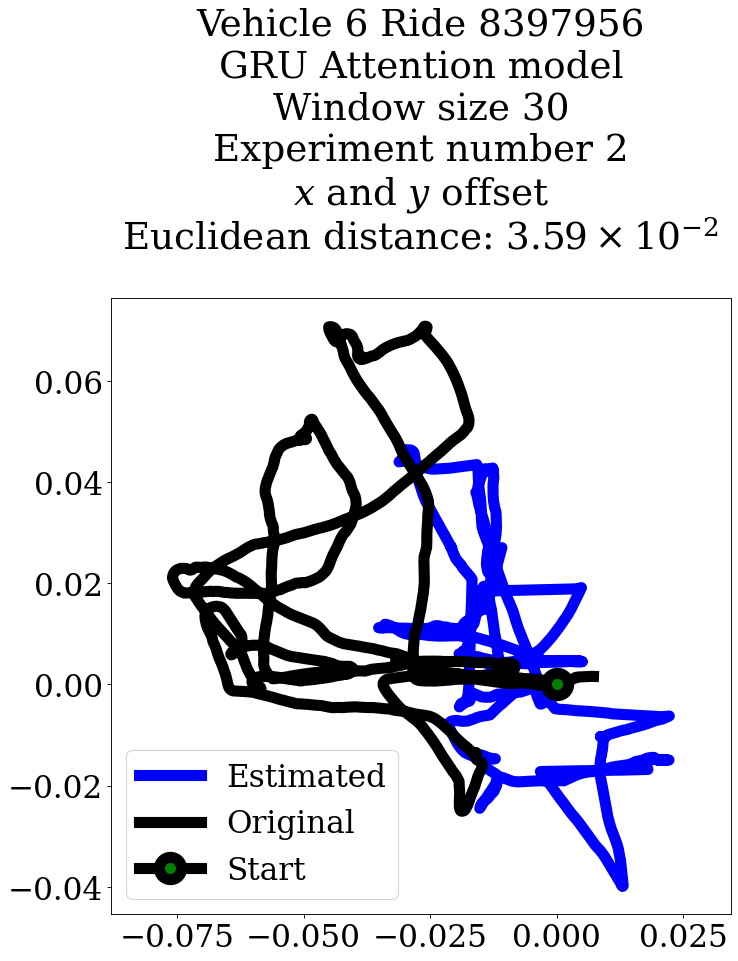 Vehicle 6 Ride 8397956
GRU Attention model
Window size 30
Experiment number 2
x and y offset
Euclidean distance: 3.59 × 10⁻²
0.06
0.04
0.02
0.00
−0.02
−0.04
Estimated
Original
Start
−0.075 −0.050 −0.025 0.000 0.025